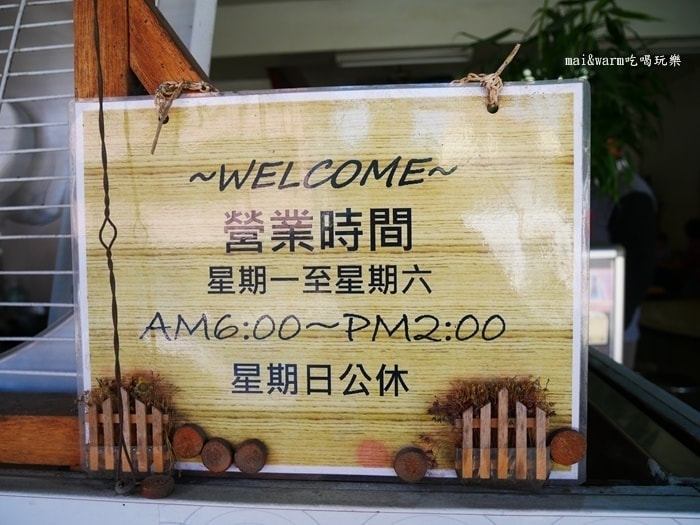 mai&warm吃喝玩樂
~WELCOME~
營業時間
星期一至星期六
AM6:00~PM2:00
星期日公休